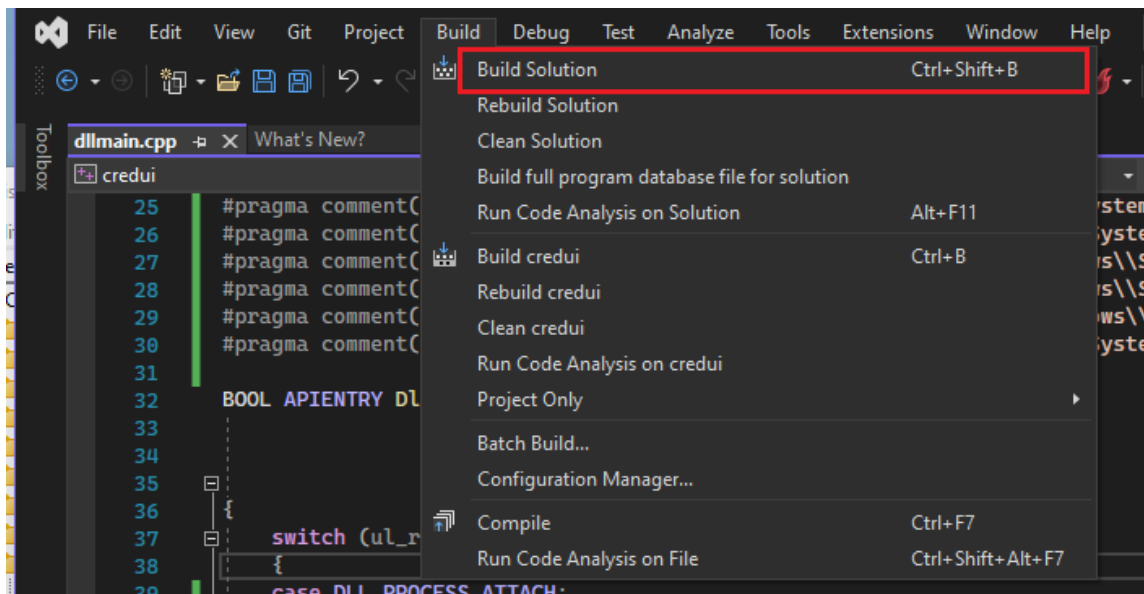 File Edit View Git Project Build Debug Test Analyze Tools Extensions Window Help
Build Solution Ctrl+Shift+B
Rebuild Solution
Clean Solution
Build full program database file for solution
Run Code Analysis on Solution Alt+F11
Build credui Ctrl+B
Rebuild credui
Clean credui
Run Code Analysis on credui
Project Only
Batch Build...
Configuration Manager...
Compile Ctrl+F7
Run Code Analysis on File Ctrl+Shift+Alt+F7
Toolbox
dllmain.cpp What's New?
credui
25 #pragma comment(
26 #pragma comment(
27 #pragma comment(
28 #pragma comment(
29 #pragma comment(
30 #pragma comment(
31
32 BOOL APIENTRY Dl
33
34
35
36 {
37 switch (ul_r
38 {
39 case DLL_PROCESS_ATTACH: